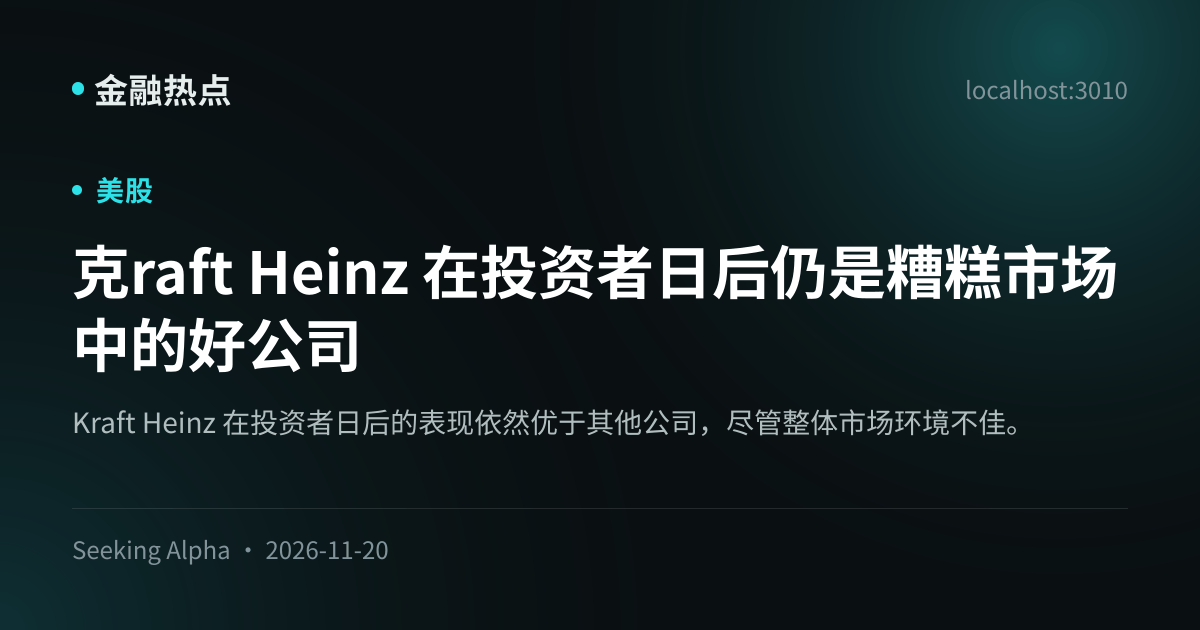 金融热点
localhost:3010
美股
克raft Heinz 在投资者日后仍是糟糕市场
中的好公司
Kraft Heinz 在投资者日后的表现依然优于其他公司，尽管整体市场环境不佳。
Seeking Alpha • 2026-11-20